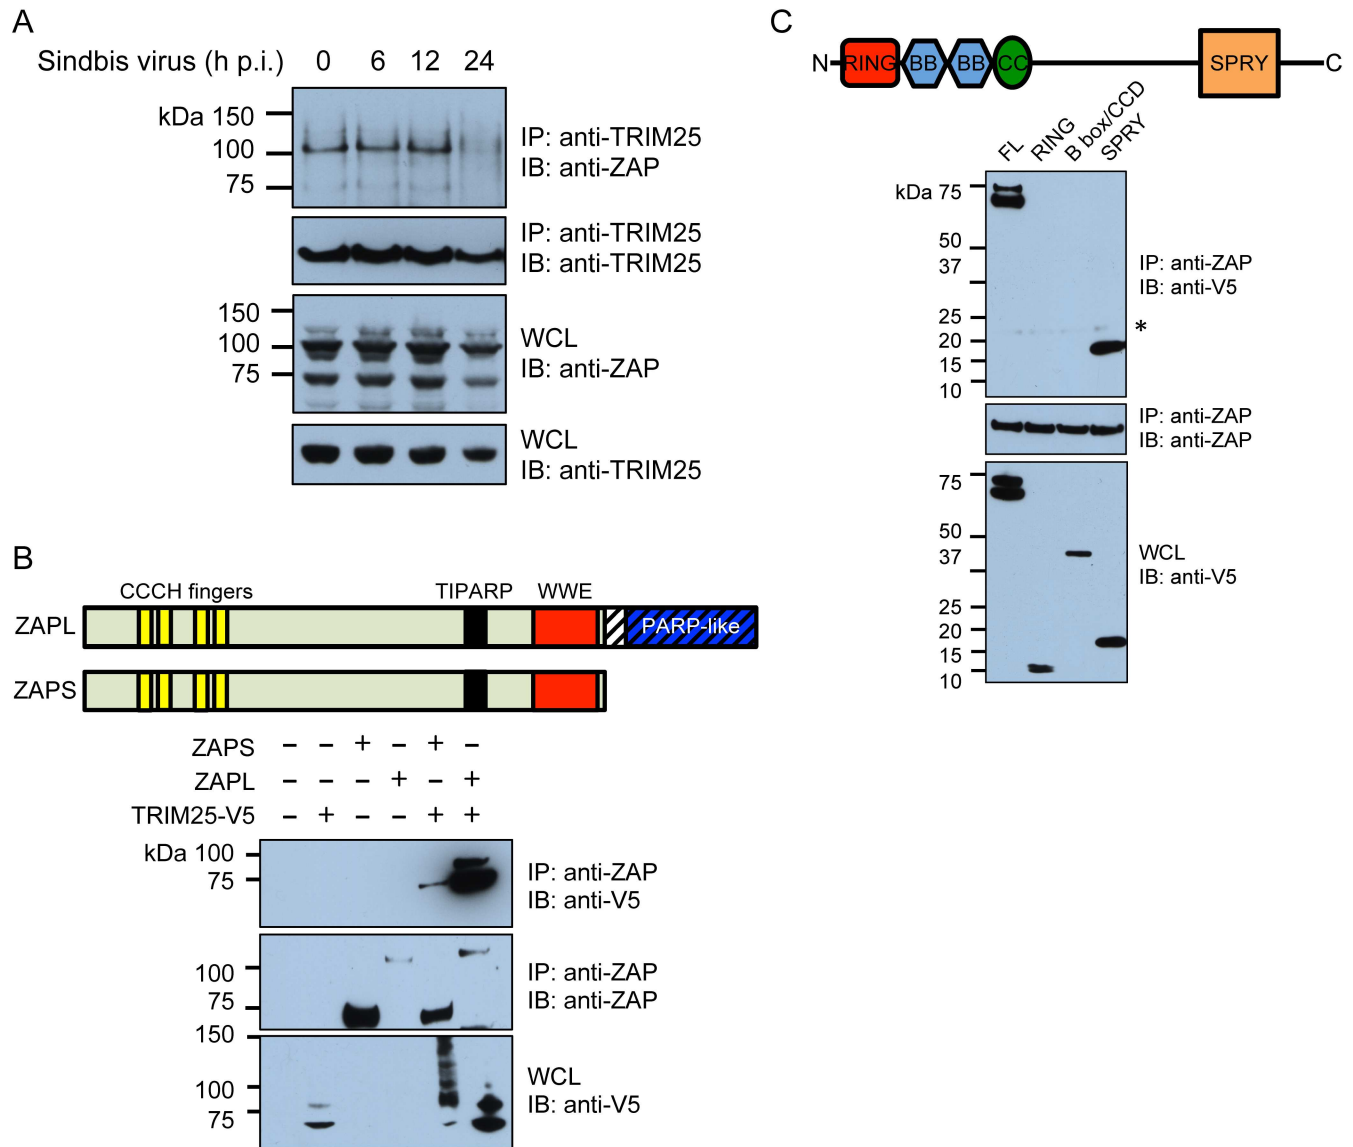 A
Sindbis virus (h p.i.) 0 6 12 24
kDa 150
100
75
IP: anti-TRIM25
IB: anti-ZAP
IP: anti-TRIM25
IB: anti-TRIM25
150
100
75
WCL
IB: anti-ZAP
WCL
IB: anti-TRIM25
B
CCCH fingers TIPARP WWE
ZAPL PARP-like
ZAPS
ZAPS – – + – + –
ZAPL – – – + – +
TRIM25-V5 – + – – + +
kDa 100
75
IP: anti-ZAP
IB: anti-V5
100
75
IP: anti-ZAP
IB: anti-ZAP
150
100
75
WCL
IB: anti-V5
C
N RING BB BB CC SPRY C
FL RING B box/CCD SPRY
kDa 75
50
37
25
20
15
10
IP: anti-ZAP
IB: anti-V5
*
IP: anti-ZAP
IB: anti-ZAP
75
50
37
25
20
15
10
WCL
IB: anti-V5